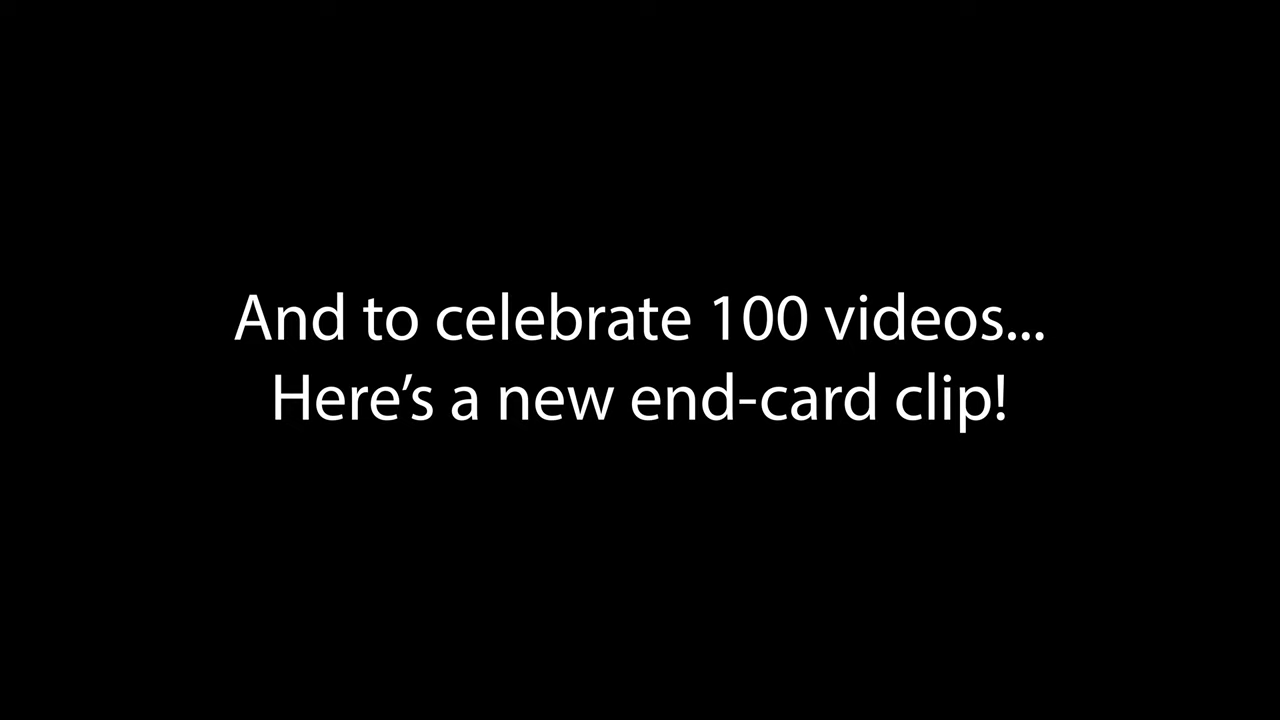 And to celebrate 100 videos...
Here’s a new end-card clip!